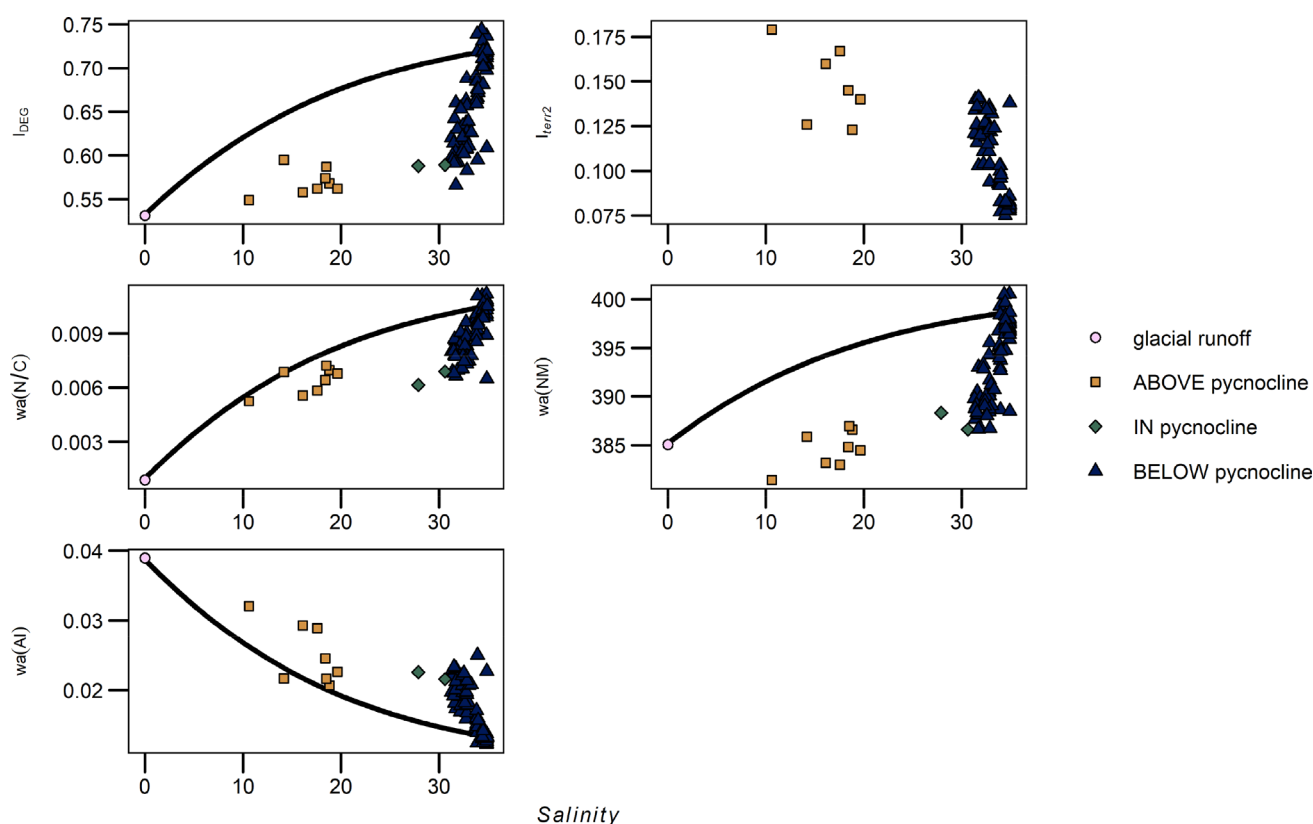 I_DEG
0.75
0.70
0.65
0.60
0.55
0 10 20 30
I_terr2
0.175
0.150
0.125
0.100
0.075
0 10 20 30
wa(N/C)
0.009
0.006
0.003
0 10 20 30
wa(NM)
400
395
390
385
0 10 20 30
wa(AI)
0.04
0.03
0.02
0 10 20 30
Salinity
glacial runoff
ABOVE pycnocline
IN pycnocline
BELOW pycnocline